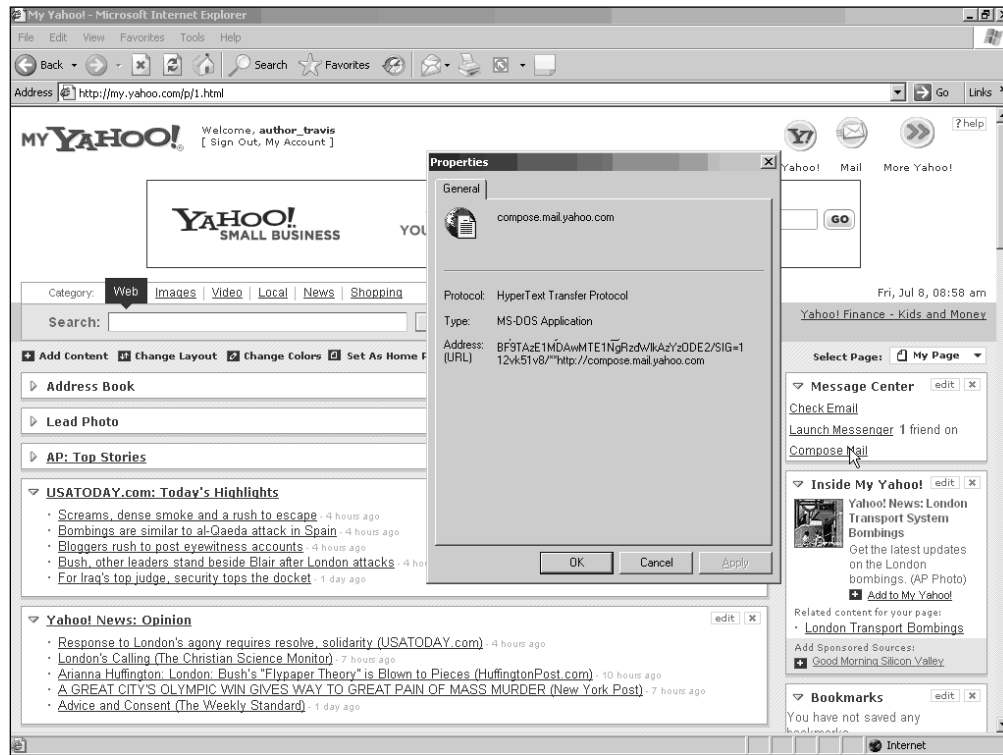 My Yahoo! - Microsoft Internet Explorer
File Edit View Favorites Tools Help
Back Search Favorites
Address http://my.yahoo.com/p/1.html Go Links
MY YAHOO!
Welcome, author_travis
[ Sign Out, My Account ]
? help
Yahoo! Mail More Yahoo!
YAHOO!
SMALL BUSINESS
YOU
GO
Category: Web Images | Video | Local | News | Shopping
Fri, Jul 8, 08:58 am
Search:
Yahoo! Finance - Kids and Money
Add Content Change Layout Change Colors Set As Home
Select Page: My Page
Address Book
Lead Photo
AP: Top Stories
USATODAY.com: Today's Highlights
· Screams, dense smoke and a rush to escape - 4 hours ago
· Bombings are similar to al-Qaeda attack in Spain - 4 hours ago
· Bloggers rush to post eyewitness accounts - 4 hours ago
· Bush, other leaders stand beside Blair after London attacks - 4 ho
· For Iraq's top judge, security tops the docket - 1 day ago
Yahoo! News: Opinion edit
· Response to London's agony requires resolve, solidarity (USATODAY.com) - 4 hours ago
· London's Calling (The Christian Science Monitor) - 7 hours ago
· Arianna Huffington: London: Bush's "Flypaper Theory" is Blown to Pieces (HuffingtonPost.com) - 10 hours ago
· A GREAT CITY'S OLYMPIC WIN GIVES WAY TO GREAT PAIN OF MASS MURDER (New York Post) - 7 hours ago
· Advice and Consent (The Weekly Standard) - 1 day ago
Properties
General
compose.mail.yahoo.com
Protocol: HyperText Transfer Protocol
Type: MS-DOS Application
Address: BF9TAzE1MDAwMTE1NgRzdWlkAzYzODE2/SIG=1
(URL) 12vk51v8/**http://compose.mail.yahoo.com
OK Cancel Apply
Message Center edit
Check Email
Launch Messenger 1 friend on
Compose Mail
Inside My Yahoo! edit
Yahoo! News: London
Transport System
Bombings
Get the latest updates
on the London
bombings. (AP Photo)
Add to My Yahoo!
Related content for your page:
· London Transport Bombings
Add Sponsored Sources:
Good Morning Silicon Valley
Bookmarks edit
You have not saved any
bookmarks
Internet